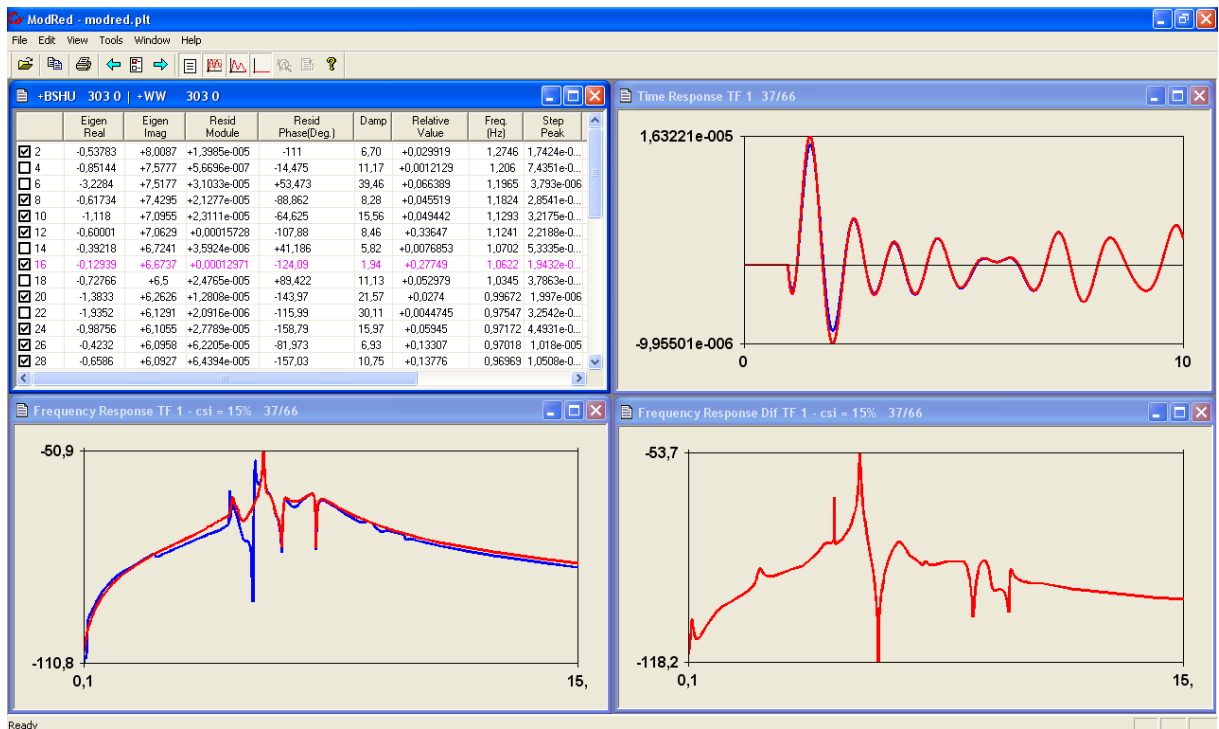 ModRed - modred.plt
File Edit View Tools Window Help
+BSHU 303 0 | +WW 303 0
Eigen Real Eigen Imag Resid Module Resid Phase(Deg.) Damp Relative Value Freq. (Hz) Step Peak
2 -0,53783 +8,0087 +1,3985e-005 -111 6,70 +0,029919 1,2746 1,7424e-0...
4 -0,85144 +7,5777 +5,6696e-007 -14,475 11,17 +0,0012129 1,206 7,4351e-0...
6 -3,2284 +7,5177 +3,1033e-005 +53,473 39,46 +0,066389 1,1965 3,793e-006
8 -0,61734 +7,4295 +2,1277e-005 -88,862 8,28 +0,045519 1,1824 2,8541e-0...
10 -1,118 +7,0955 +2,3111e-005 -64,625 15,56 +0,049442 1,1293 3,2175e-0...
12 -0,60001 +7,0629 +0,00015728 -107,88 8,46 +0,33647 1,1241 2,2188e-0...
14 -0,39218 +6,7241 +3,5924e-006 +41,186 5,82 +0,0076853 1,0702 5,3335e-0...
16 -0,12939 +6,6737 +0,00012971 -124,09 1,94 +0,27749 1,0622 1,9432e-0...
18 -0,72766 +6,5 +2,4765e-005 +89,422 11,13 +0,052979 1,0345 3,7863e-0...
20 -1,3833 +6,2626 +1,2808e-005 -143,97 21,57 +0,0274 0,99672 1,997e-006
22 -1,9352 +6,1291 +2,0916e-006 -115,99 30,11 +0,0044745 0,97547 3,2542e-0...
24 -0,98756 +6,1055 +2,7789e-005 -158,79 15,97 +0,05945 0,97172 4,4931e-0...
26 -0,4232 +6,0958 +6,2205e-005 -81,973 6,93 +0,13307 0,97018 1,018e-005
28 -0,6586 +6,0927 +6,4394e-005 -157,03 10,75 +0,13776 0,96969 1,0508e-0...
Time Response TF 1 37/66
1,63221e-005
-9,95501e-006
0 10
Frequency Response TF 1 - csi = 15% 37/66
-50,9
-110,8
0,1 15,
Frequency Response Dif TF 1 - csi = 15% 37/66
-53,7
-118,2
0,1 15,
Ready